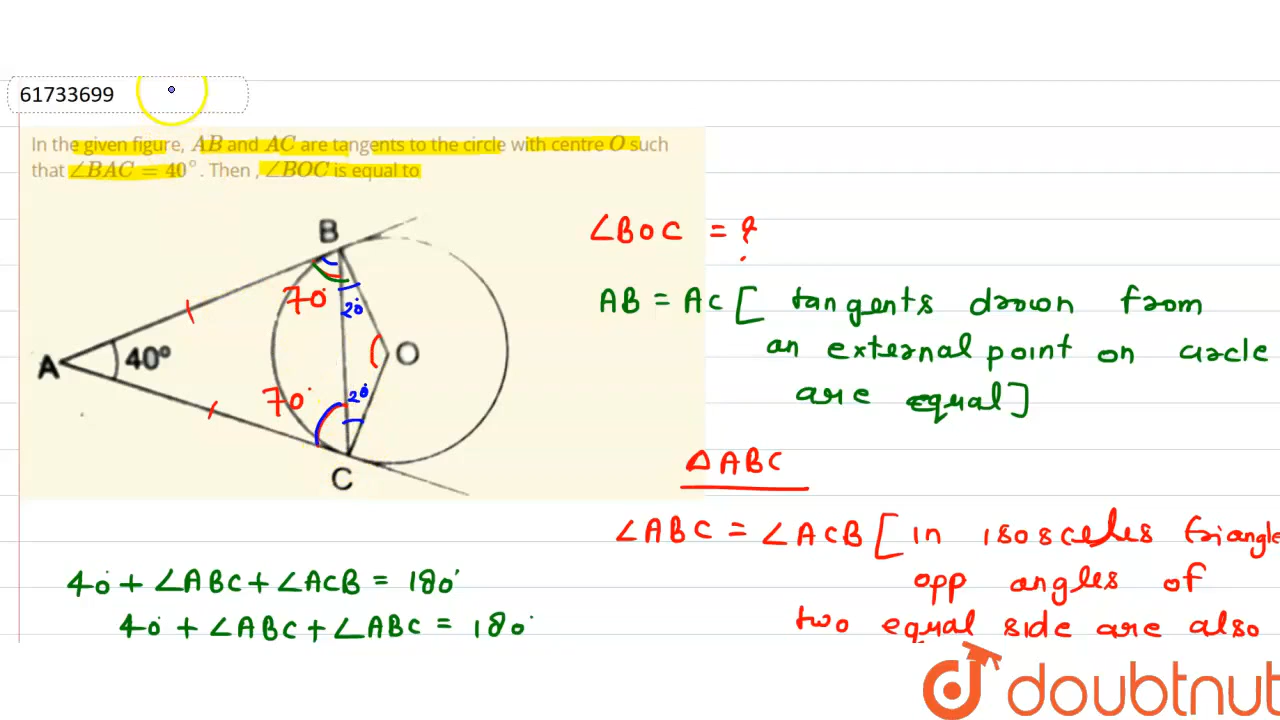 61733699
In the given figure, AB and AC are tangents to the circle with centre O such
that ∠BAC = 40°. Then , ∠BOC is equal to
B
70°
20°
A
40°
O
70°
20°
C
∠BOC = ?
AB = AC [ tangents drown from
an external point on circle
are equal ]
△ABC
∠ABC = ∠ACB [ in isosceles triangle
opp angles of
two equal side are also
40° + ∠ABC + ∠ACB = 180°
40° + ∠ABC + ∠ABC = 180°
doubtnut